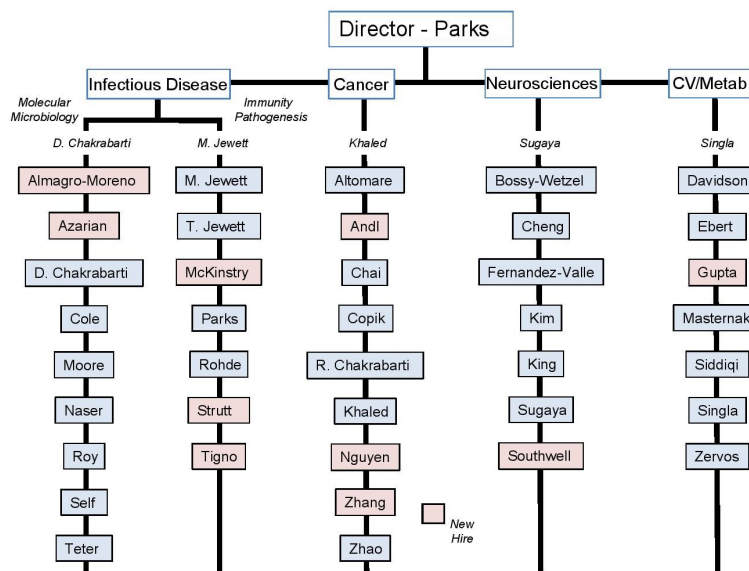 Director - Parks
Infectious Disease
Cancer
Neurosciences
CV/Metab
Molecular
Microbiology
Immunity
Pathogenesis
D. Chakrabarti
M. Jewett
Khaled
Sugaya
Singla
Almagro-Moreno
M. Jewett
Altomare
Bossy-Wetzel
Davidson
Azarian
T. Jewett
Andl
Cheng
Ebert
D. Chakrabarti
McKinstry
Chai
Fernandez-Valle
Gupta
Cole
Parks
Copik
Kim
Masternak
Moore
Rohde
R. Chakrabarti
King
Siddiqi
Naser
Strutt
Khaled
Sugaya
Singla
Roy
Tigno
Nguyen
Southwell
Zervos
Self
Zhang
Teter
Zhao
New
Hire